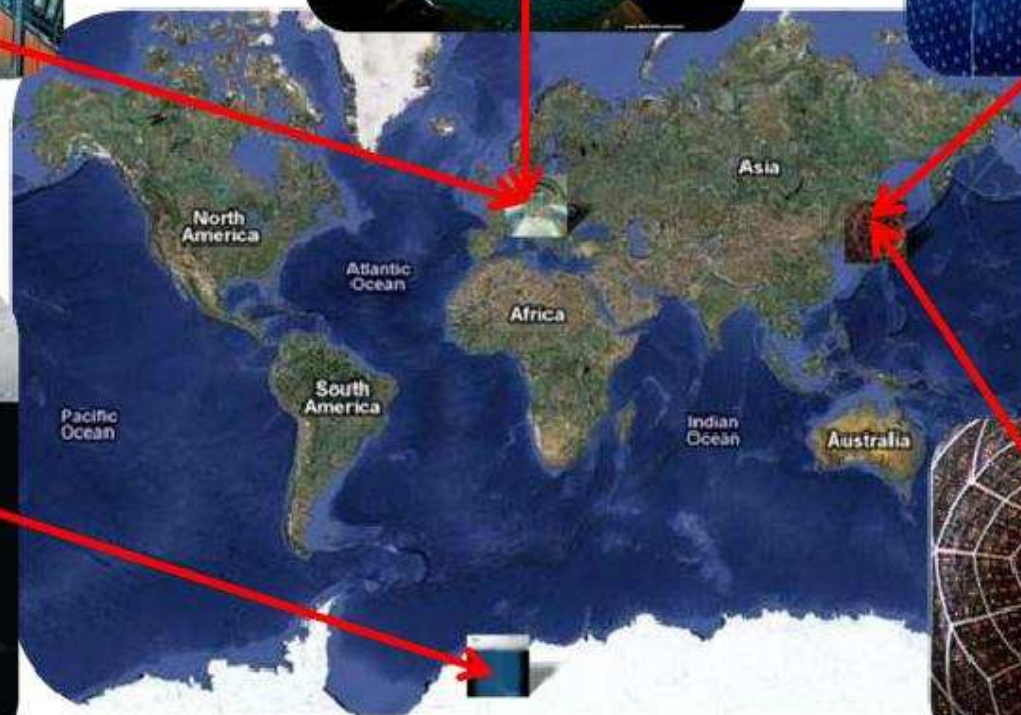 Asia
North
America
Atlantic
Ocean
Africa
South
America
Pacific
Ocean
Indian
Ocean
Australia